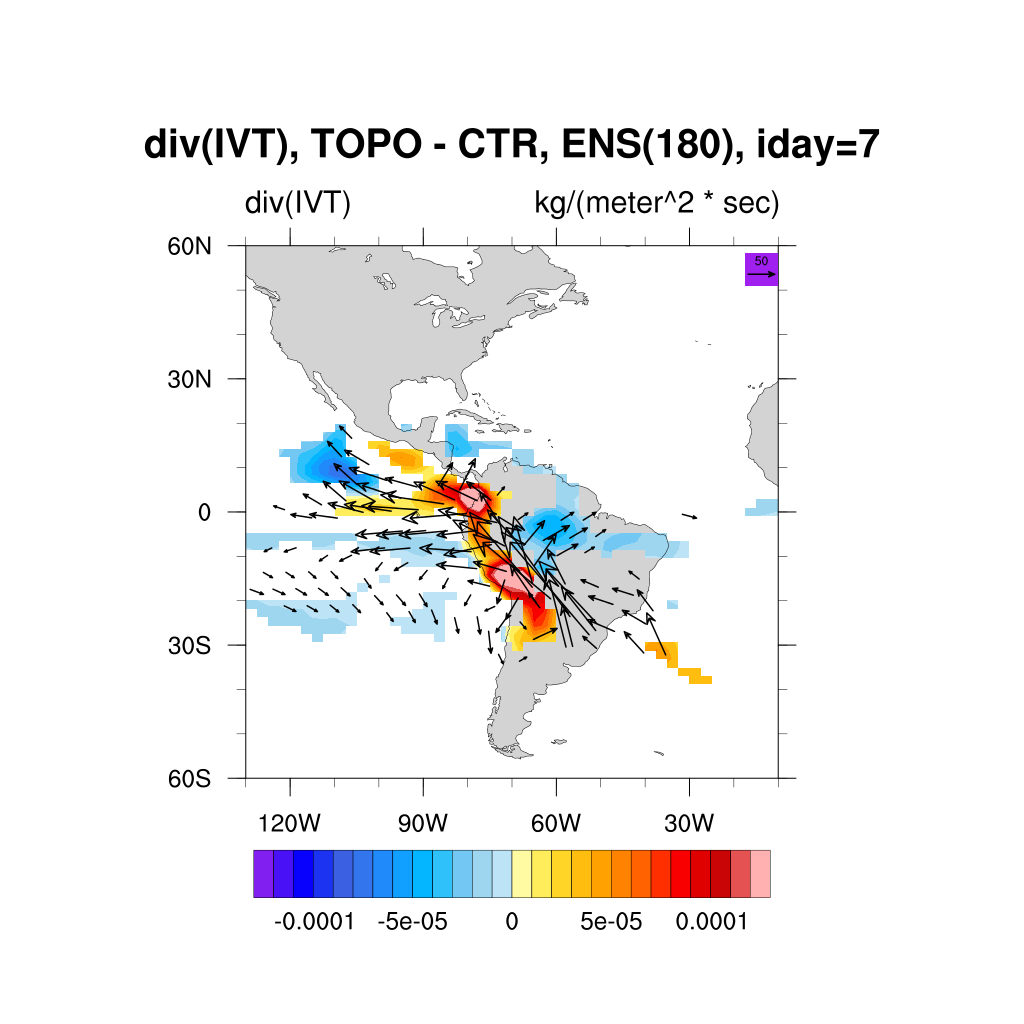 div(IVT), TOPO - CTR, ENS(180), iday=7
div(IVT) kg/(meter^2 * sec)
60N
50
30N
0
30S
60S
120W 90W 60W 30W
-0.0001 -5e-05 0 5e-05 0.0001